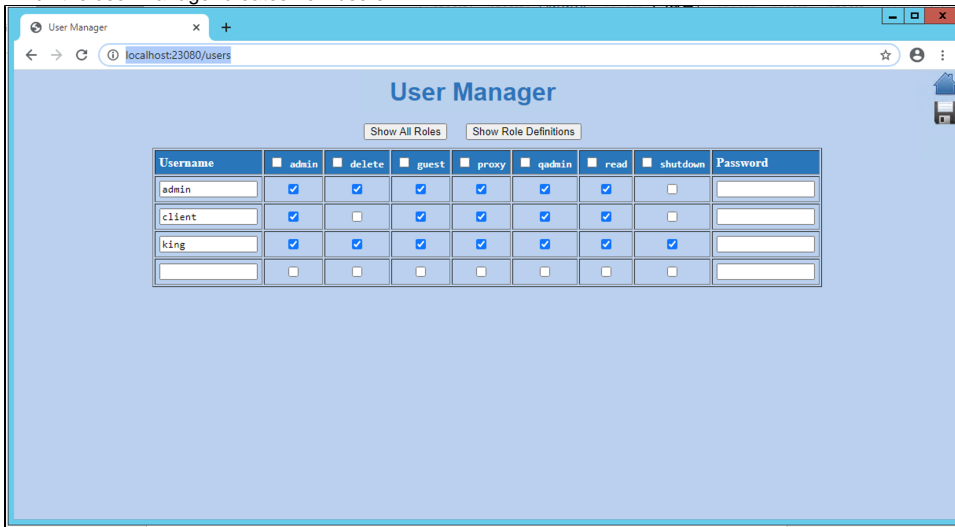 User Manager
localhost:23080/users
User Manager
Show All Roles Show Role Definitions
Username admin delete guest proxy qadmin read shutdown Password
admin
client
king